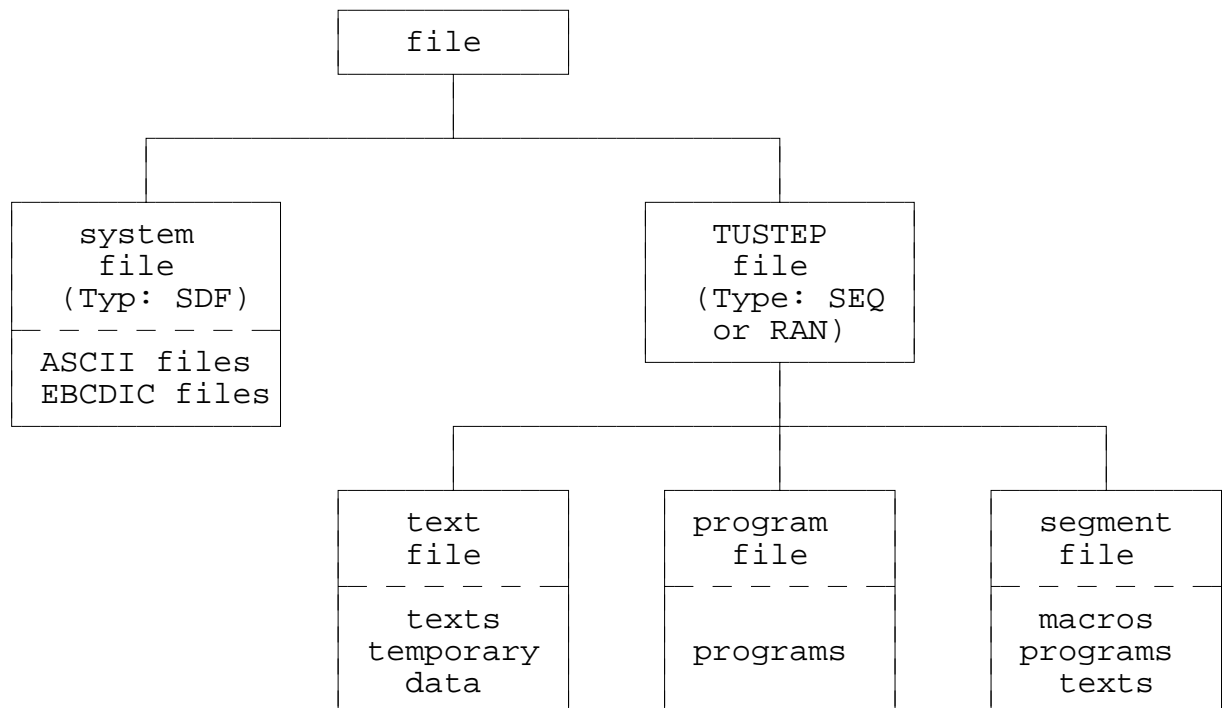 file
system
file
(Typ: SDF)
ASCII files
EBCDIC files
TUSTEP
file
(Type: SEQ
or RAN)
text
file
texts
temporary
data
program
file
programs
segment
file
macros
programs
texts